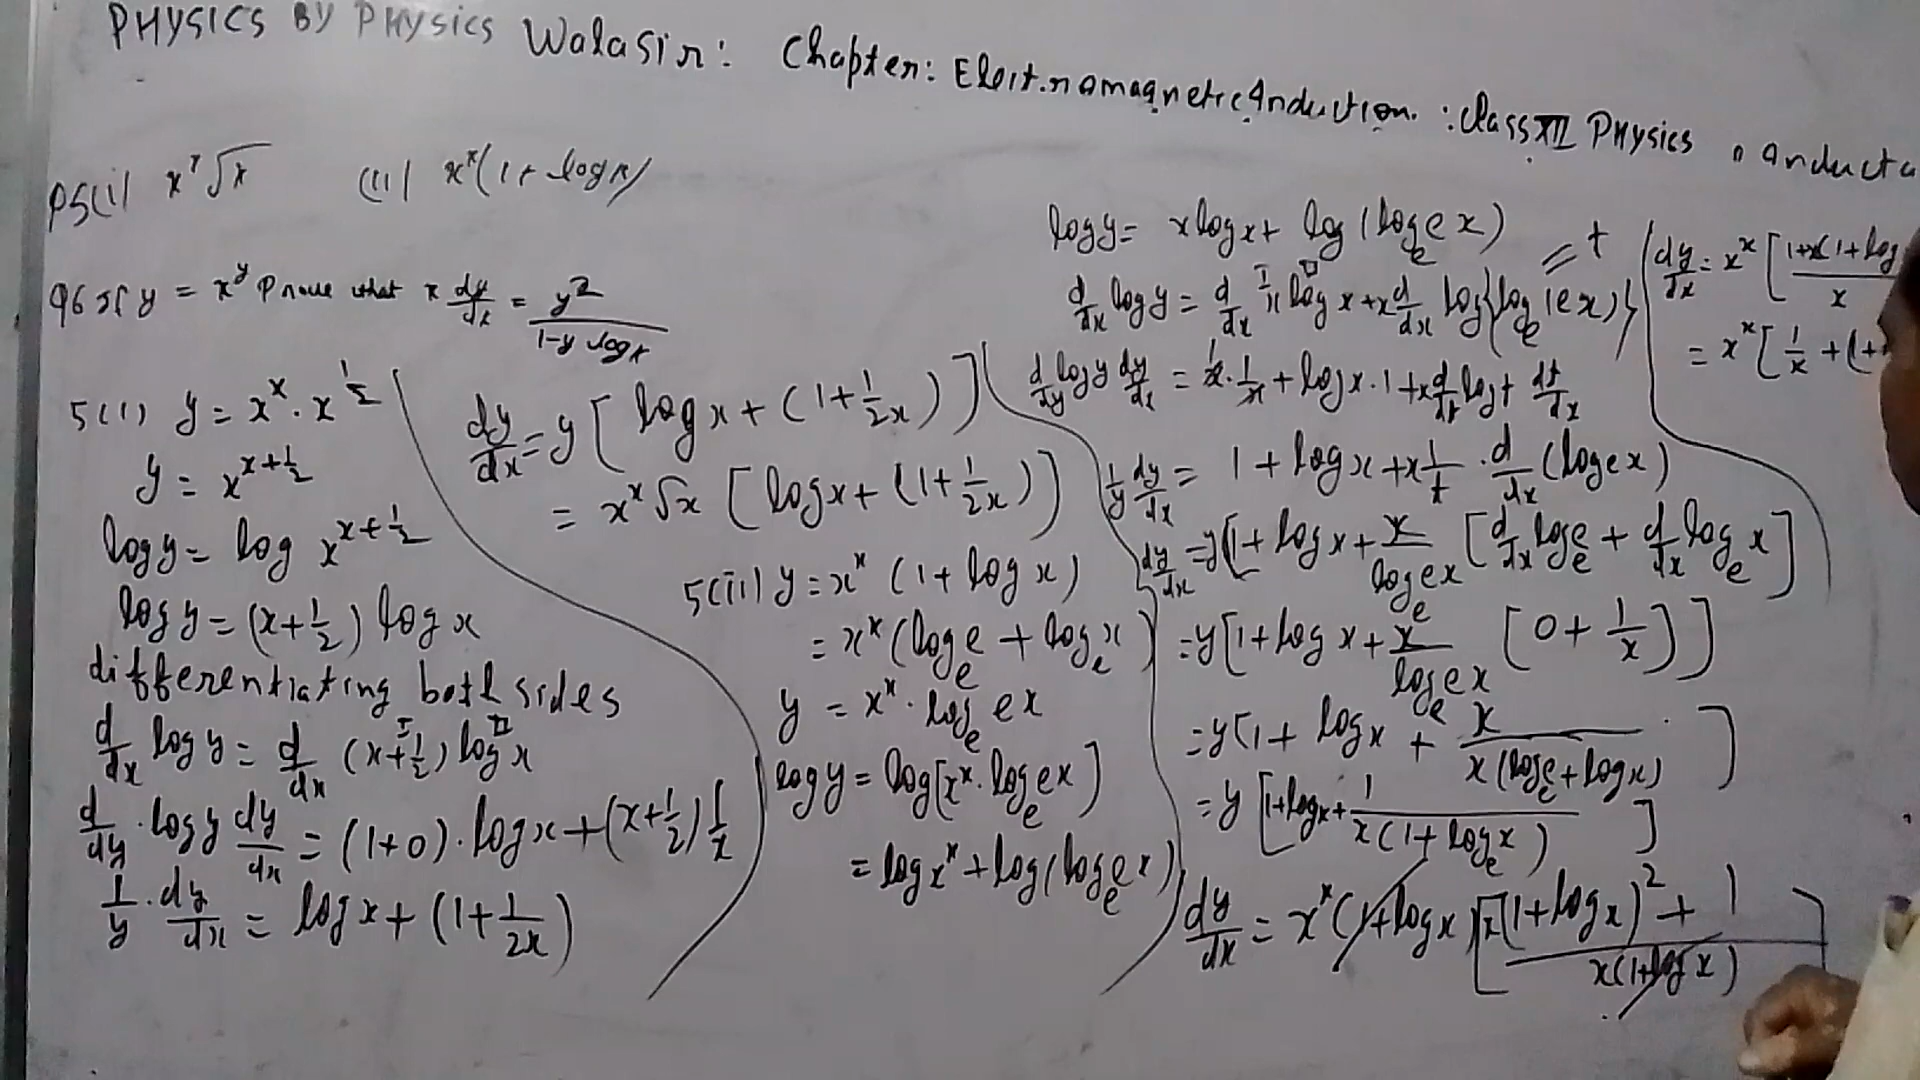 PHYSICS BY PHYSICS Walasir: Chapter: Electromagnetic Induction. : Class XII Physics
P5(i) x^x √x (ii) x^x (1 + log x)
Q6 If y = x^y Prove that x dy/dx = y²/(1-y log x)
5(i) y = x^x · x^(1/2)
y = x^(x+1/2)
log y = log x^(x+1/2)
log y = (x+1/2) log x
differentiating both sides
d/dx log y = d/dx (x+1/2) log x
d/dy · log y dy/dx = (1+0) · log x + (x+1/2) 1/x
1/y · dy/dx = log x + (1+1/2x)
dy/dx = y [log x + (1+1/2x)]
= x^x √x [log x + (1+1/2x)]
5(ii) y = x^x (1 + log x)
= x^x (log_e e + log_e x)
y = x^x · log_e ex
log y = log[x^x · log_e ex]
= log x^x + log(log_e ex)
log y = x log x + log (log_e ex)
= t
d/dx log y = d/dx x log x + x d/dx log{log_e (ex)}
d/dy log y dy/dx = x · 1/x + log x · 1 + x d/dt log t dt/dx
1/y dy/dx = 1 + log x + x 1/t · d/dx (log ex)
dy/dx = y[1 + log x + x/log_e ex [d/dx log_e e + d/dx log_e x]
= y[1 + log x + x/log_e ex [0 + 1/x)]]
= y[1 + log x + x/x(log_e e + log x)]
= y [1+log x + 1/x(1 + log_e x)]
dy/dx = x^x (1+log x)[x(1+log x)² + 1/x(1+log x)]
dy/dx = x^x [1+x(1+log
x
= x^x [1/x + (1+